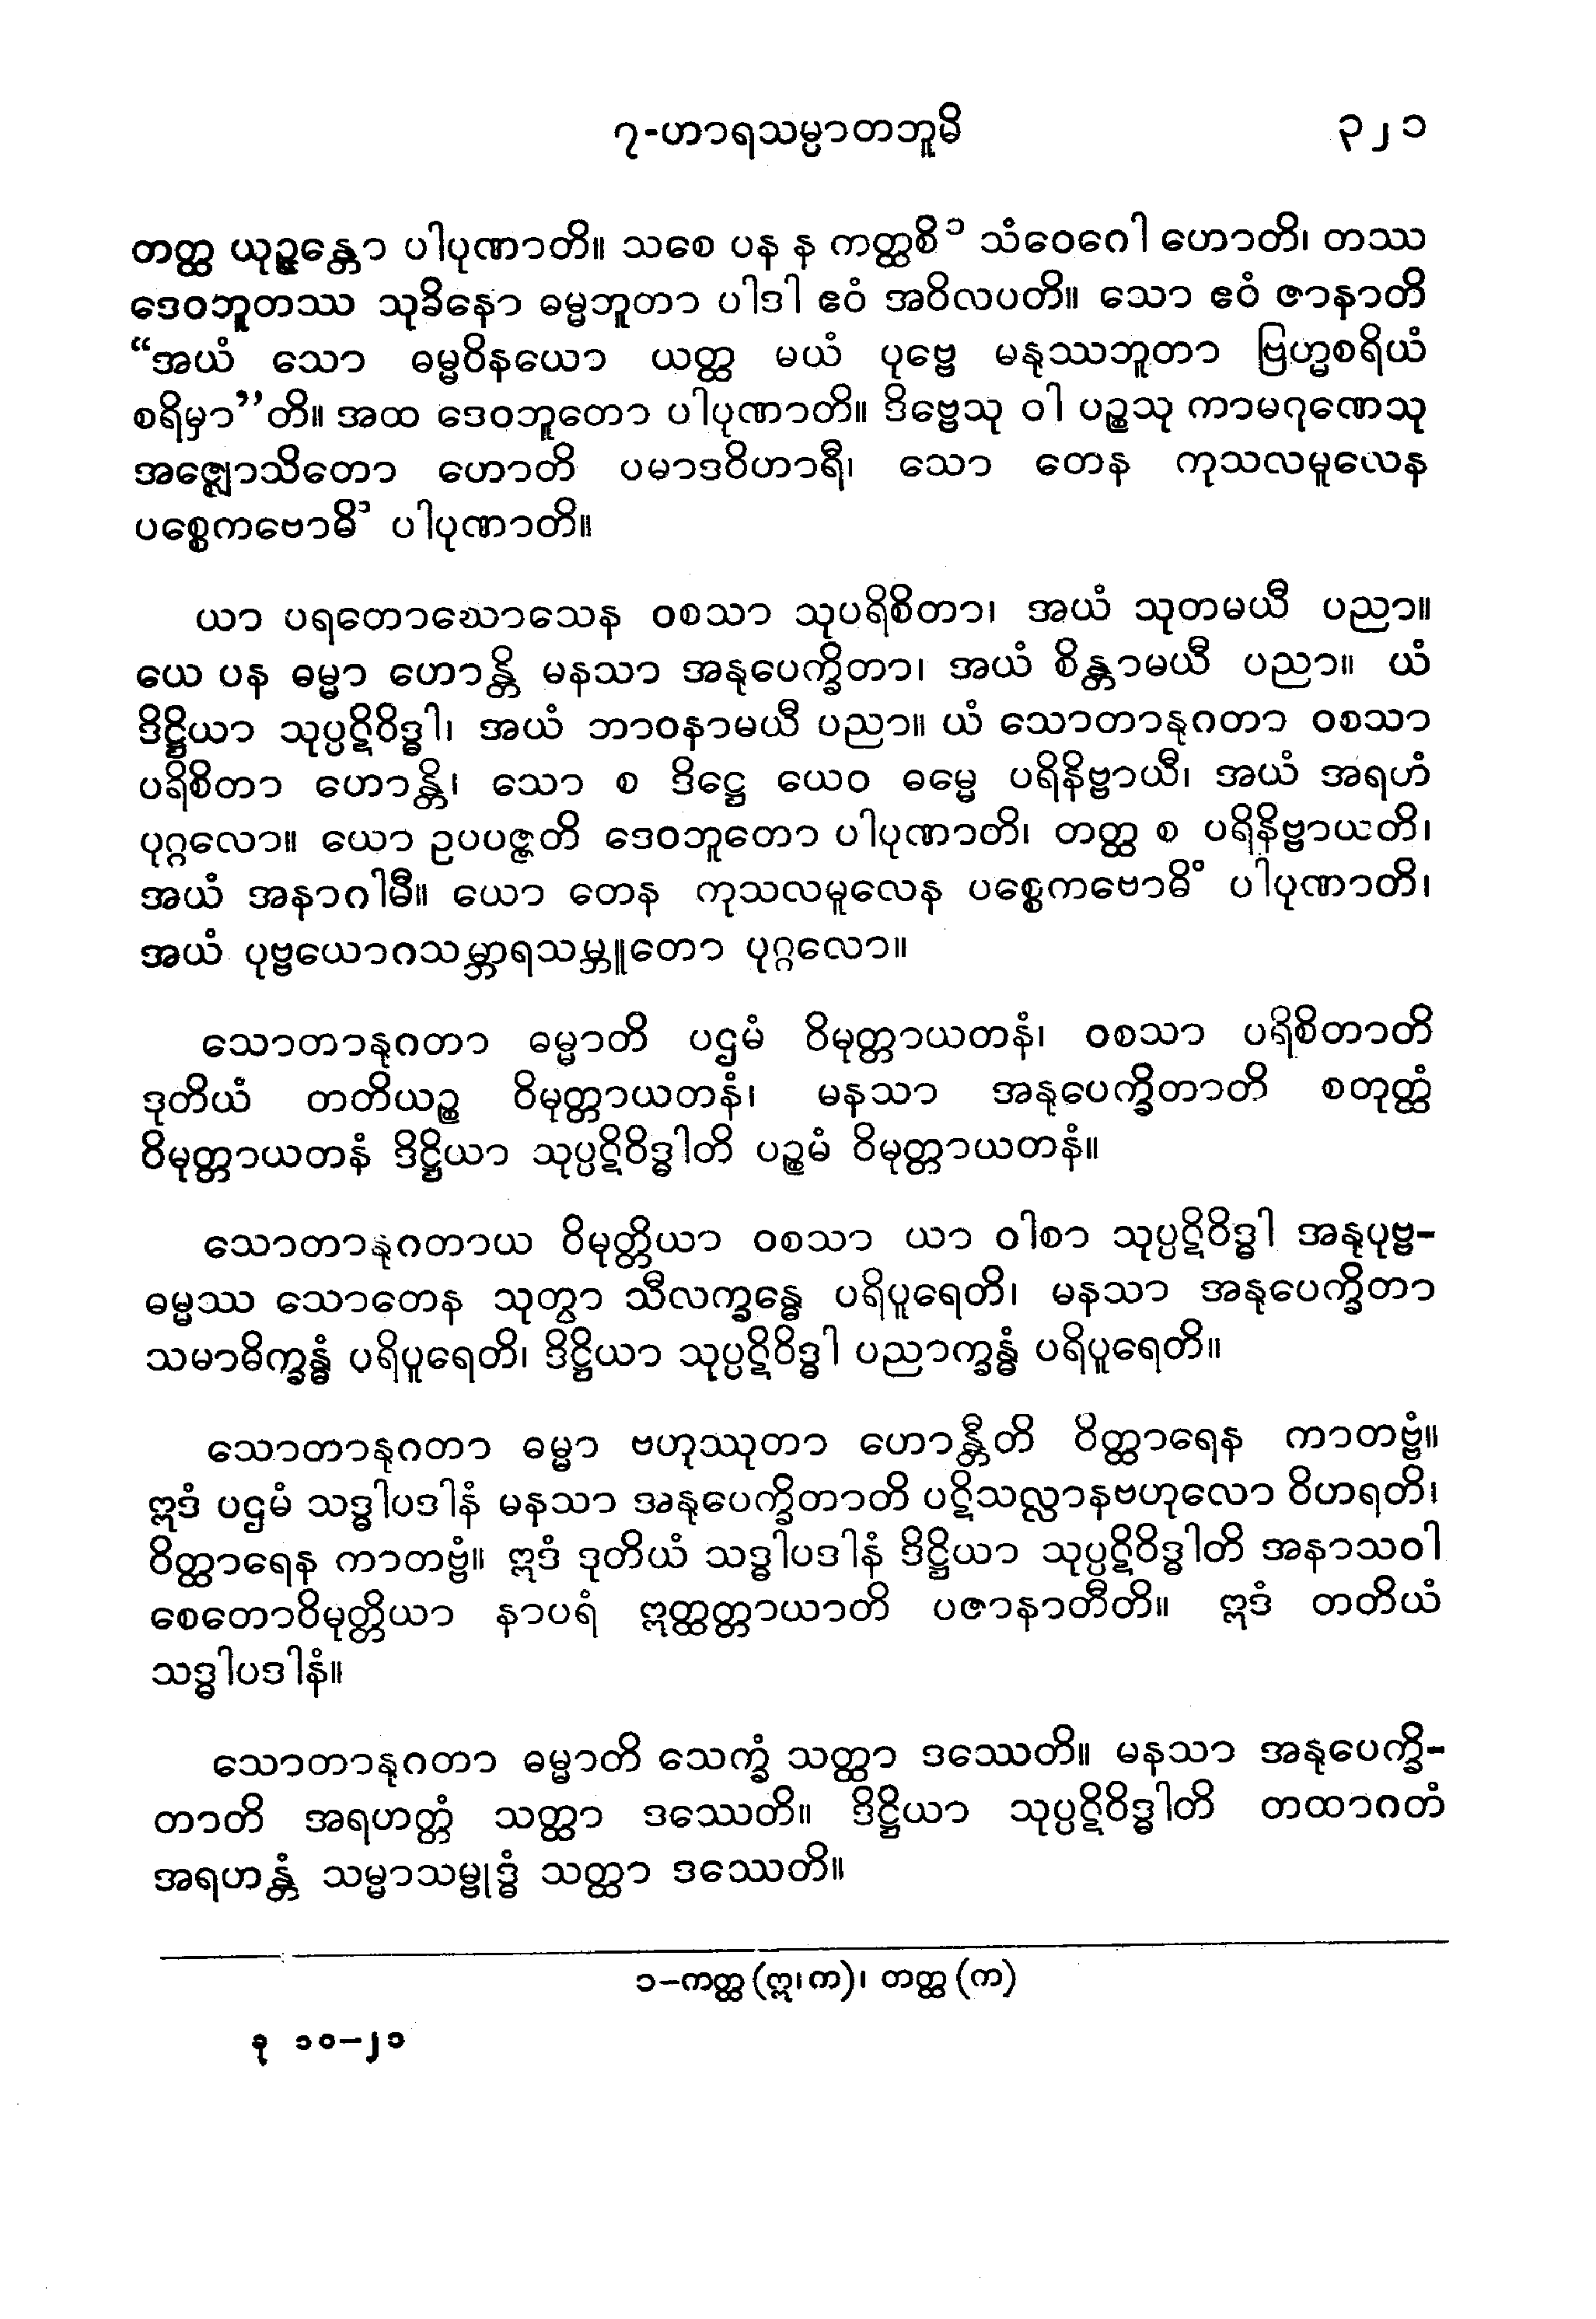 ၇-ဟာရသမ္ပာတဘူမိ ၃၂၁
တတ္ထ ယုဉ္ဇန္တော ပါပုဏာတိ။ သစေ ပန န ကတ္ထစိ ၁ သံဝေဂေါ ဟောတိ၊ တဿ
ဒေဝဘူတဿ သုခိနော ဓမ္မဘူတာ ပါဒါ ဧဝံ အဝိလပတိ။ သော ဧဝံ ဇာနာတိ
“အယံ သော ဓမ္မဝိနယော ယတ္ထ မယံ ပုဗ္ဗေ မနုဿဘူတာ ဗြဟ္မစရိယံ
စရိမှာ”တိ။ အထ ဒေဝဘူတော ပါပုဏာတိ။ ဒိဗ္ဗေသု ဝါ ပဉ္စသု ကာမဂုဏေသု
အဇ္ဈောသိတော ဟောတိ ပမာဒဝိဟာရီ၊ သော တေန ကုသလမူလေန
ပစ္စေကဗောဓိံ ပါပုဏာတိ။
ယာ ပရတောဃောသေန ဝစသာ သုပရိစိတာ၊ အယံ သုတမယီ ပညာ။
ယေ ပန ဓမ္မာ ဟောန္တိ မနသာ အနုပေက္ခိတာ၊ အယံ စိန္တာမယီ ပညာ။ ယံ
ဒိဋ္ဌိယာ သုပ္ပဋိဝိဒ္ဓါ၊ အယံ ဘာဝနာမယီ ပညာ။ ယံ သောတာနုဂတာ ဝစသာ
ပရိစိတာ ဟောန္တိ၊ သော စ ဒိဋ္ဌေ ယေဝ ဓမ္မေ ပရိနိဗ္ဗာယီ၊ အယံ အရဟံ
ပုဂ္ဂလော။ ယော ဥပပဇ္ဇတိ ဒေဝဘူတော ပါပုဏာတိ၊ တတ္ထ စ ပရိနိဗ္ဗာယတိ၊
အယံ အနာဂါမီ။ ယော တေန ကုသလမူလေန ပစ္စေကဗောဓိံ ပါပုဏာတိ၊
အယံ ပုဗ္ဗယောဂသမ္ဘာရသမ္ဘူတော ပုဂ္ဂလော။
သောတာနုဂတာ ဓမ္မာတိ ပဌမံ ဝိမုတ္တာယတနံ၊ ဝစသာ ပရိစိတာတိ
ဒုတိယံ တတိယဉ္စ ဝိမုတ္တာယတနံ၊ မနသာ အနုပေက္ခိတာတိ စတုတ္ထံ
ဝိမုတ္တာယတနံ ဒိဋ္ဌိယာ သုပ္ပဋိဝိဒ္ဓါတိ ပဉ္စမံ ဝိမုတ္တာယတနံ။
သောတာနုဂတာယ ဝိမုတ္တိယာ ဝစသာ ယာ ဝါစာ သုပ္ပဋိဝိဒ္ဓါ အနုပုဗ္ဗ-
ဓမ္မဿ သောတေန သုတွာ သီလက္ခန္ဓေ ပရိပူရေတိ၊ မနသာ အနုပေက္ခိတာ
သမာဓိက္ခန္ဓံ ပရိပူရေတိ၊ ဒိဋ္ဌိယာ သုပ္ပဋိဝိဒ္ဓါ ပညာက္ခန္ဓံ ပရိပူရေတိ။
သောတာနုဂတာ ဓမ္မာ ဗဟုဿုတာ ဟောန္တီတိ ဝိတ္ထာရေန ကာတဗ္ဗံ။
ဣဒံ ပဌမံ သဒ္ဓါပဒါနံ မနသာ အနုပေက္ခိတာတိ ပဋိသလ္လာနဗဟုလော ဝိဟရတိ၊
ဝိတ္ထာရေန ကာတဗ္ဗံ။ ဣဒံ ဒုတိယံ သဒ္ဓါပဒါနံ ဒိဋ္ဌိယာ သုပ္ပဋိဝိဒ္ဓါတိ အနာသဝါ
စေတောဝိမုတ္တိယာ နာပရံ ဣတ္ထတ္တာယာတိ ပဇာနာတီတိ။ ဣဒံ တတိယံ
သဒ္ဓါပဒါနံ။
သောတာနုဂတာ ဓမ္မာတိ သေက္ခံ သတ္ထာ ဒဿေတိ။ မနသာ အနုပေက္ခိ-
တာတိ အရဟတ္တံ သတ္ထာ ဒဿေတိ။ ဒိဋ္ဌိယာ သုပ္ပဋိဝိဒ္ဓါတိ တထာဂတံ
အရဟန္တံ သမ္မာသမ္ဗုဒ္ဓံ သတ္ထာ ဒဿေတိ။
၁-ကတ္ထ (ဣ၊က)၊ တတ္ထ (က)
ခု ၁၀-၂၁